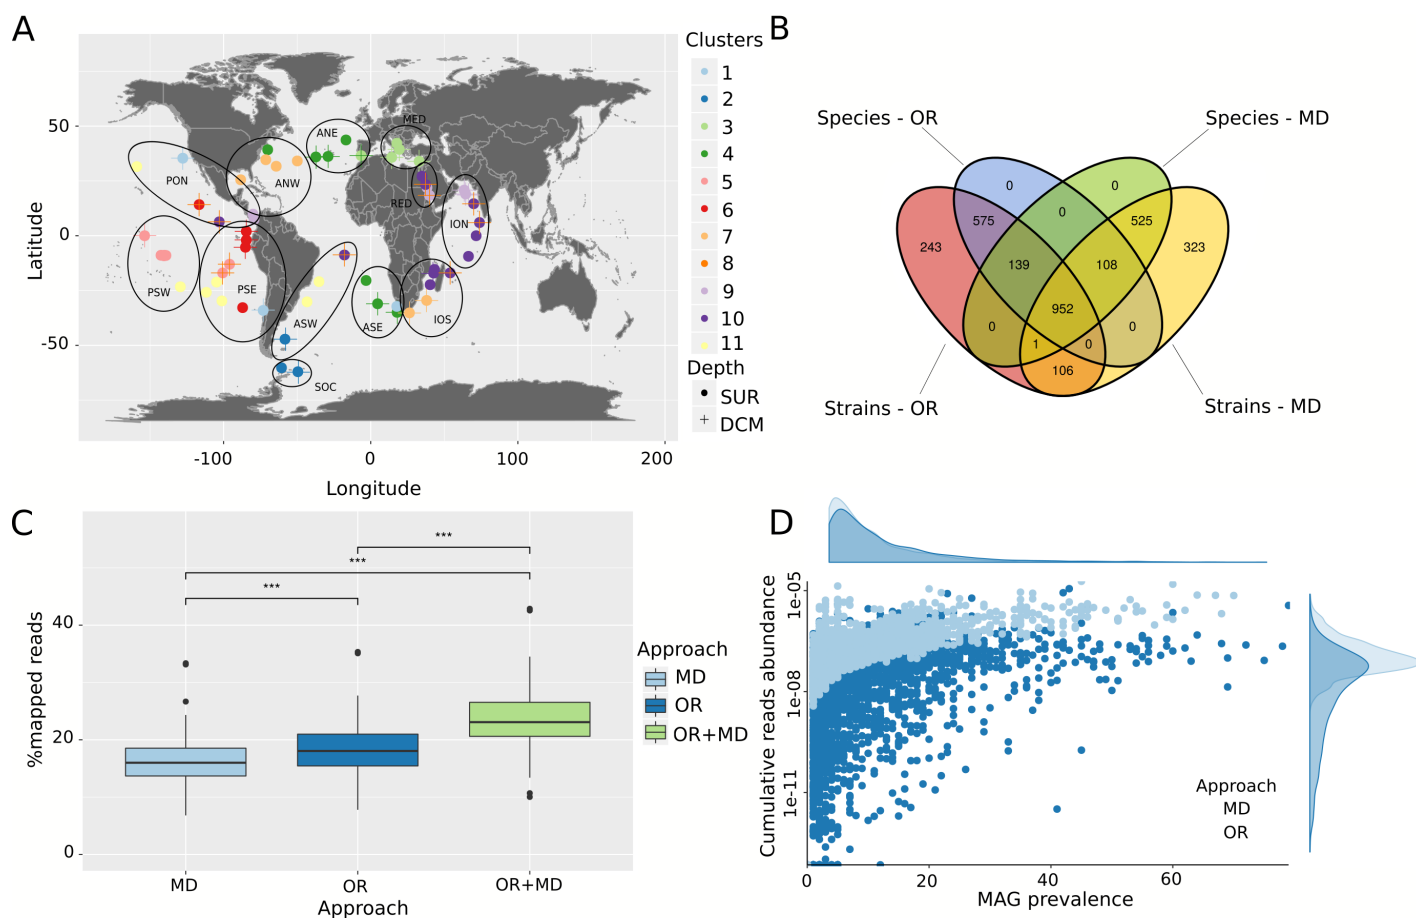 A
Latitude
50
0
-50
-100
0
100
200
Longitude
PON
ANW
ANE
MED
RED
ION
PSW
PSE
ASW
ASE
IOS
SOC
Clusters
1
2
3
4
5
6
7
8
9
10
11
Depth
SUR
DCM
B
Species - OR
Species - MD
Strains - OR
Strains - MD
0
0
575
0
525
243
323
139
108
952
0
0
1
0
106
C
%mapped reads
40
20
0
***
***
***
MD
OR
OR+MD
Approach
Approach
MD
OR
OR+MD
D
Cumulative reads abundance
1e-05
1e-08
1e-11
0
20
40
60
MAG prevalence
Approach
MD
OR